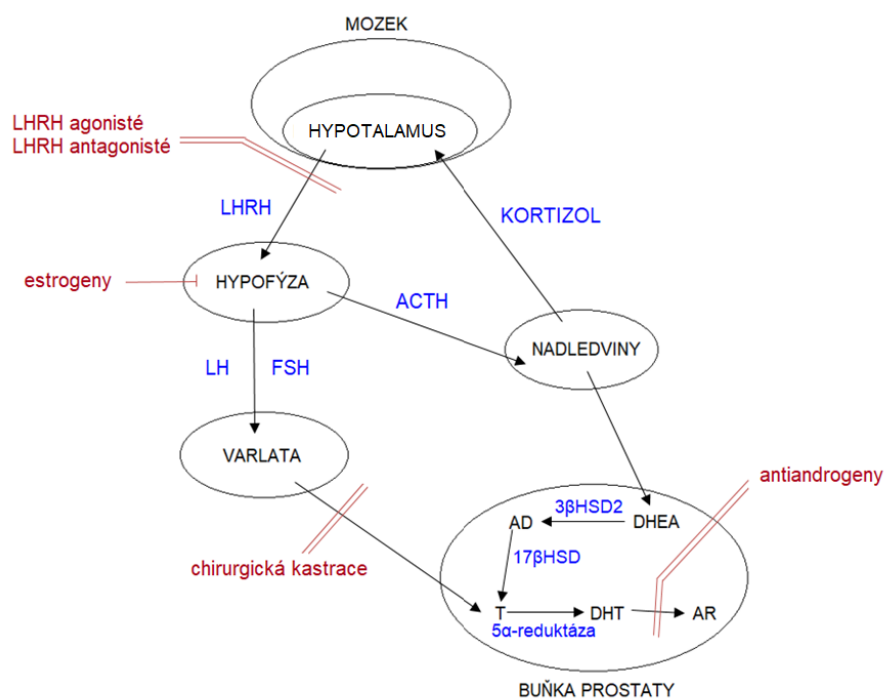 MOZEK
HYPOTALAMUS
LHRH agonisté
LHRH antagonisté
LHRH
KORTIZOL
estrogeny
HYPOFÝZA
ACTH
NADLEDVINY
LH
FSH
VARLATA
antiandrogeny
chirurgická kastrace
AD
3βHSD2
DHEA
17βHSD
T
DHT
AR
5α-reduktáza
BUŇKA PROSTATY